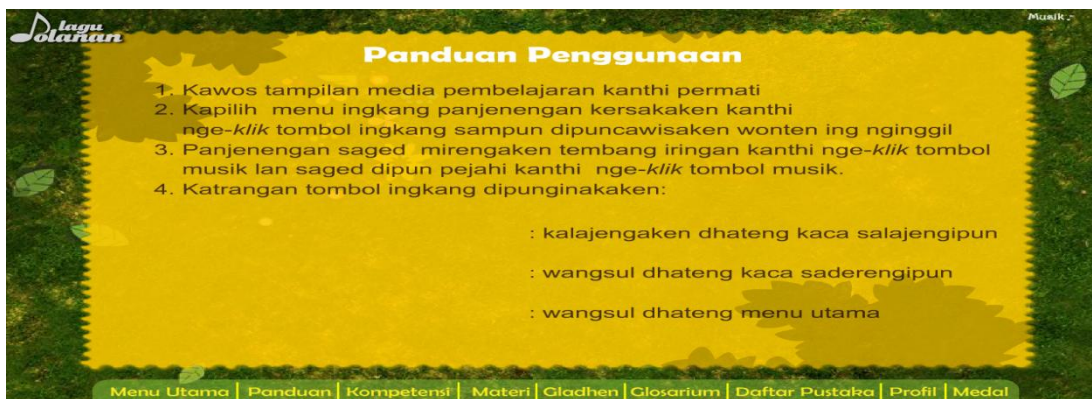 lagu
Dolanan
Musik
Panduan Penggunaan
1. Kawos tampilan media pembelajaran kanthi permati
2. Kapilih menu ingkang panjenengan kersakaken kanthi
nge-klik tombol ingkang sampun dipuncawisaken wonten ing nginggil
3. Panjenengan saged mirengaken tembang iringan kanthi nge-klik tombol
musik lan saged dipun pejahi kanthi nge-klik tombol musik.
4. Katrangan tombol ingkang dipunginakaken:
: kalajengaken dhateng kaca salajengipun
: wangsul dhateng kaca saderengipun
: wangsul dhateng menu utama
Menu Utama | Panduan | Kompetensi | Materi | Gladhen | Glosarium | Daftar Pustaka | Profil | Medal